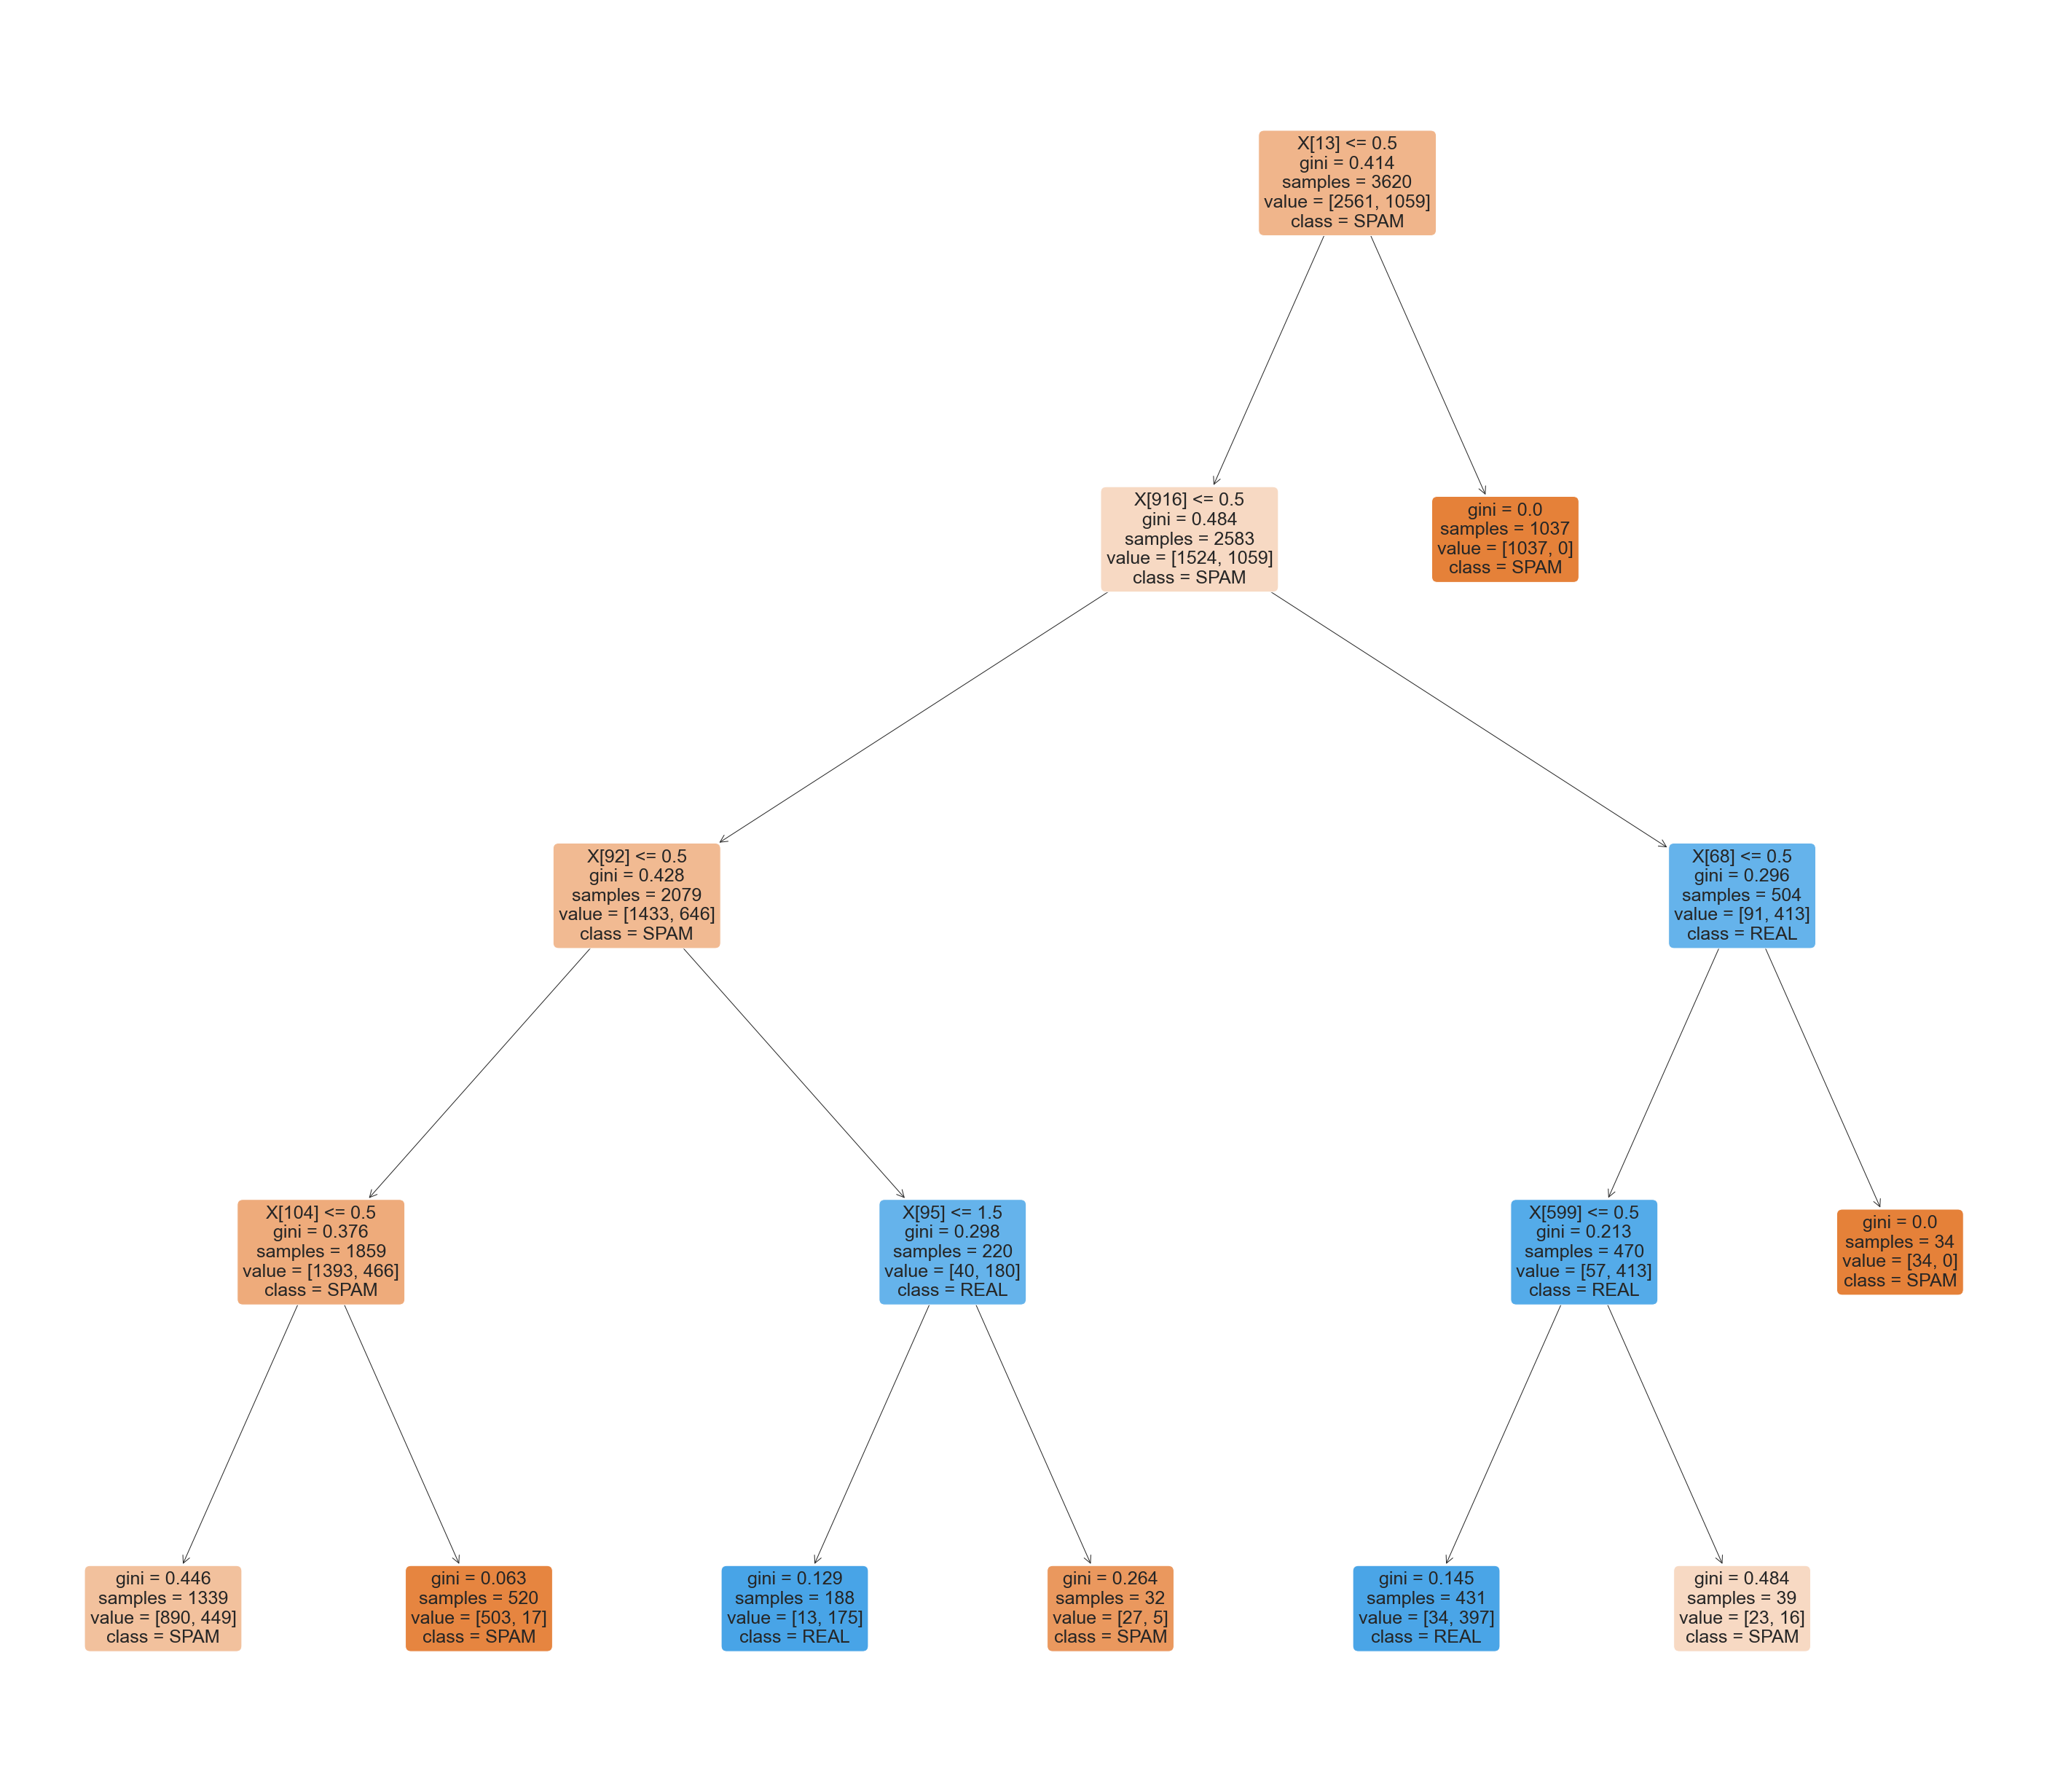 X[13] <= 0.5
gini = 0.414
samples = 3620
value = [2561, 1059]
class = SPAM
X[916] <= 0.5
gini = 0.484
samples = 2583
value = [1524, 1059]
class = SPAM
gini = 0.0
samples = 1037
value = [1037, 0]
class = SPAM
X[92] <= 0.5
gini = 0.428
samples = 2079
value = [1433, 646]
class = SPAM
X[68] <= 0.5
gini = 0.296
samples = 504
value = [91, 413]
class = REAL
X[104] <= 0.5
gini = 0.376
samples = 1859
value = [1393, 466]
class = SPAM
X[95] <= 1.5
gini = 0.298
samples = 220
value = [40, 180]
class = REAL
X[599] <= 0.5
gini = 0.213
samples = 470
value = [57, 413]
class = REAL
gini = 0.0
samples = 34
value = [34, 0]
class = SPAM
gini = 0.446
samples = 1339
value = [890, 449]
class = SPAM
gini = 0.063
samples = 520
value = [503, 17]
class = SPAM
gini = 0.129
samples = 188
value = [13, 175]
class = REAL
gini = 0.264
samples = 32
value = [27, 5]
class = SPAM
gini = 0.145
samples = 431
value = [34, 397]
class = REAL
gini = 0.484
samples = 39
value = [23, 16]
class = SPAM